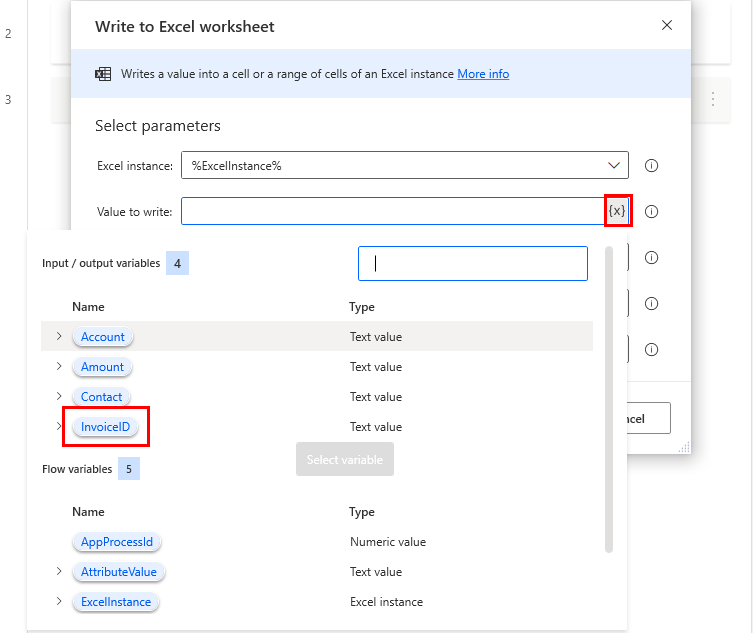 2
Write to Excel worksheet
Writes a value into a cell or a range of cells of an Excel instance More info
3
Select parameters
Excel instance: %ExcelInstance%
Value to write: {x}
Input / output variables 4
Name Type
Account Text value
Amount Text value
Contact Text value
InvoiceID Text value
ncel
Select variable
Flow variables 5
Name Type
AppProcessId Numeric value
AttributeValue Text value
ExcelInstance Excel instance